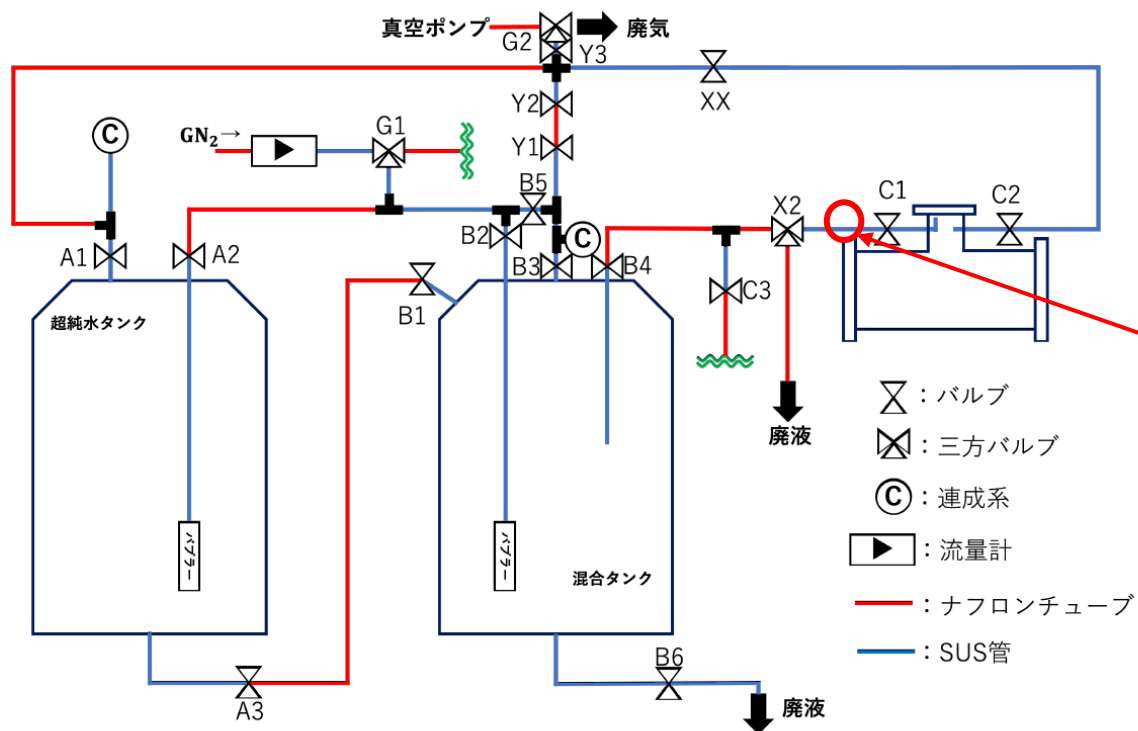 真空ポンプ
廃気
G2
Y3
XX
Y2
C
GN₂→
G1
Y1
B5
C1
C2
X2
A1
A2
B2
C
B3
B4
C3
B1
超純水タンク
バブラー
バブラー
混合タンク
廃液
：バルブ
：三方バルブ
C
：連成系
：流量計
：ナフロンチューブ
：SUS管
A3
B6
廃液